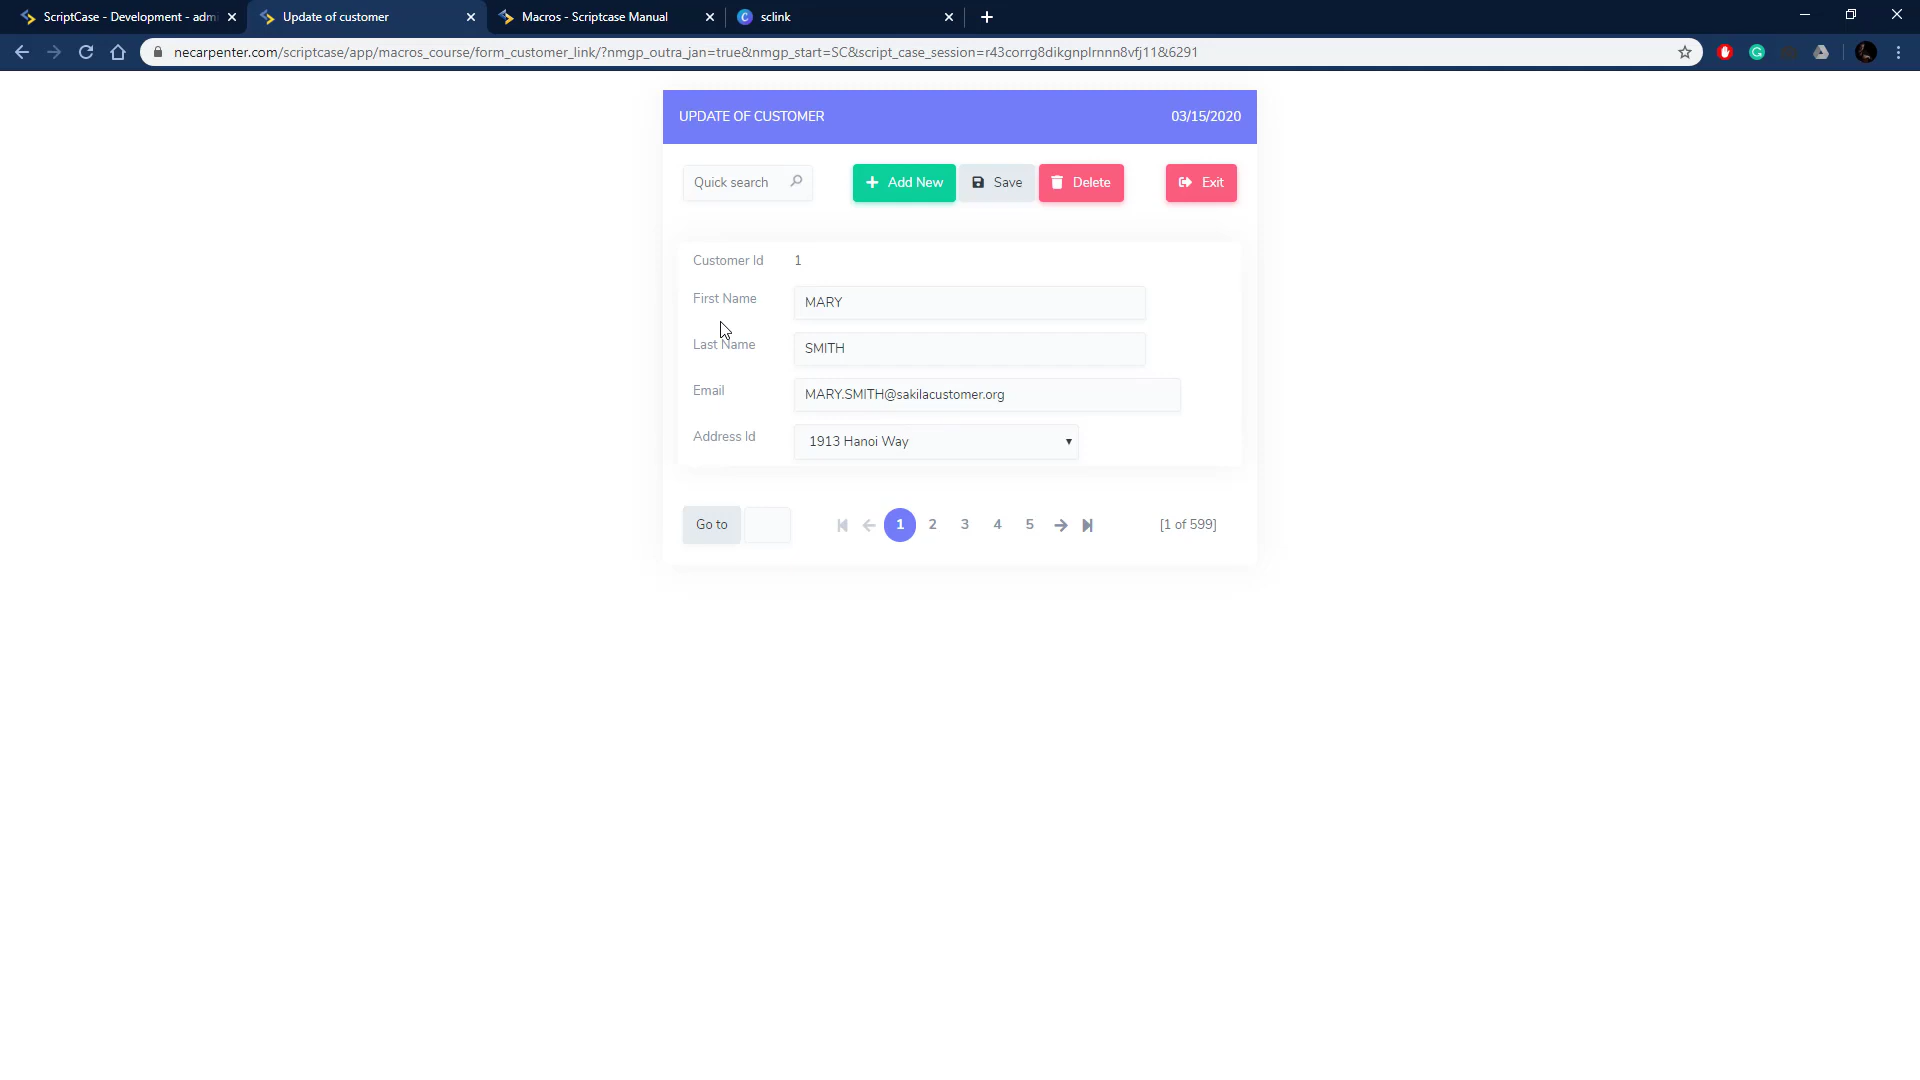 ScriptCase - Development - admi
Update of customer
Macros - Scriptcase Manual
sclink
necarpenter.com/scriptcase/app/macros_course/form_customer_link/?nmgp_outra_jan=true&nmgp_start=SC&script_case_session=r43corrg8dikgnplrnnn8vfj11&6291
UPDATE OF CUSTOMER 03/15/2020
Quick search Add New Save Delete Exit
Customer Id 1
First Name MARY
Last Name SMITH
Email MARY.SMITH@sakilacustomer.org
Address Id 1913 Hanoi Way
Go to 1 2 3 4 5 [1 of 599]